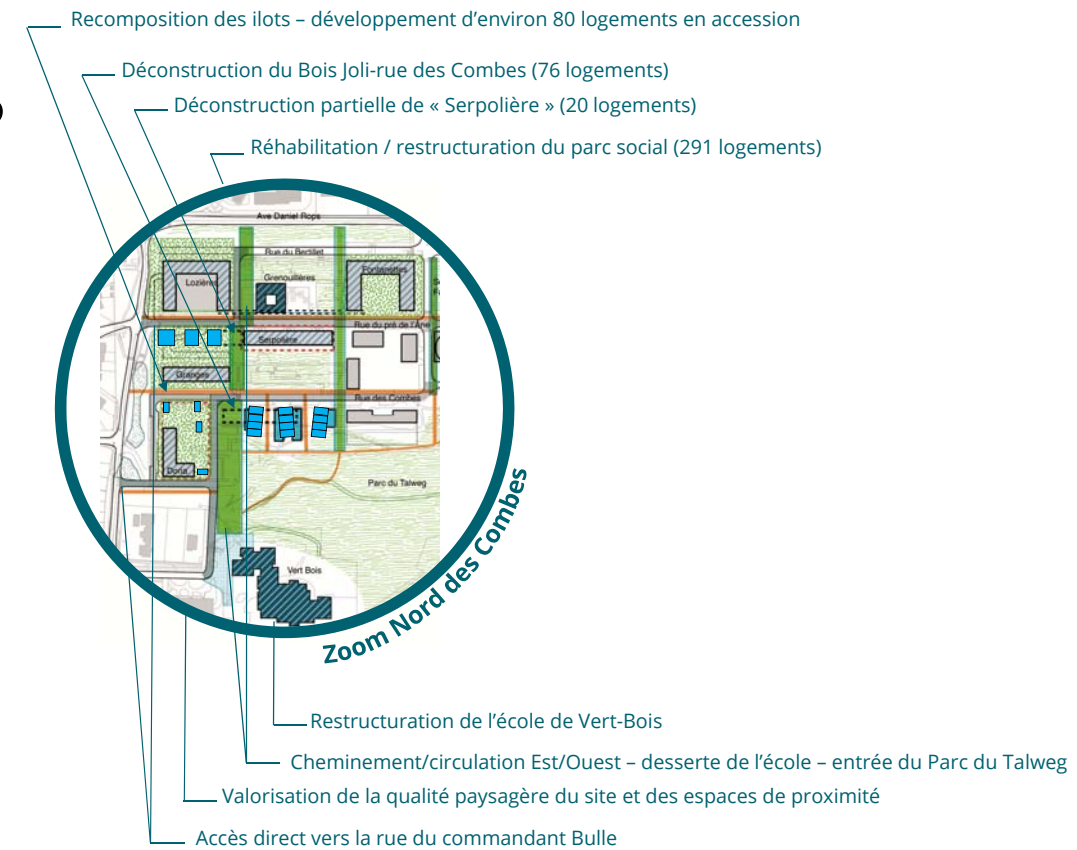 Recomposition des ilots – développement d'environ 80 logements en accession
Déconstruction du Bois Joli-rue des Combes (76 logements)
Déconstruction partielle de « Serpolière » (20 logements)
Réhabilitation / restructuration du parc social (291 logements)
Ave Daniel Rops
Rue du Bertillet
Lozières
Grenouillères
Fontanettes
Rue du pré de l'Ane
Serpolière
Granges
Rue des Combes
Doria
Parc du Talweg
Vert Bois
Zoom Nord des Combes
Restructuration de l'école de Vert-Bois
Cheminement/circulation Est/Ouest – desserte de l'école – entrée du Parc du Talweg
Valorisation de la qualité paysagère du site et des espaces de proximité
Accès direct vers la rue du commandant Bulle